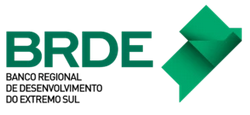 BRDE
BANCO REGIONAL
DE DESENVOLVIMENTO
DO EXTREMO SUL